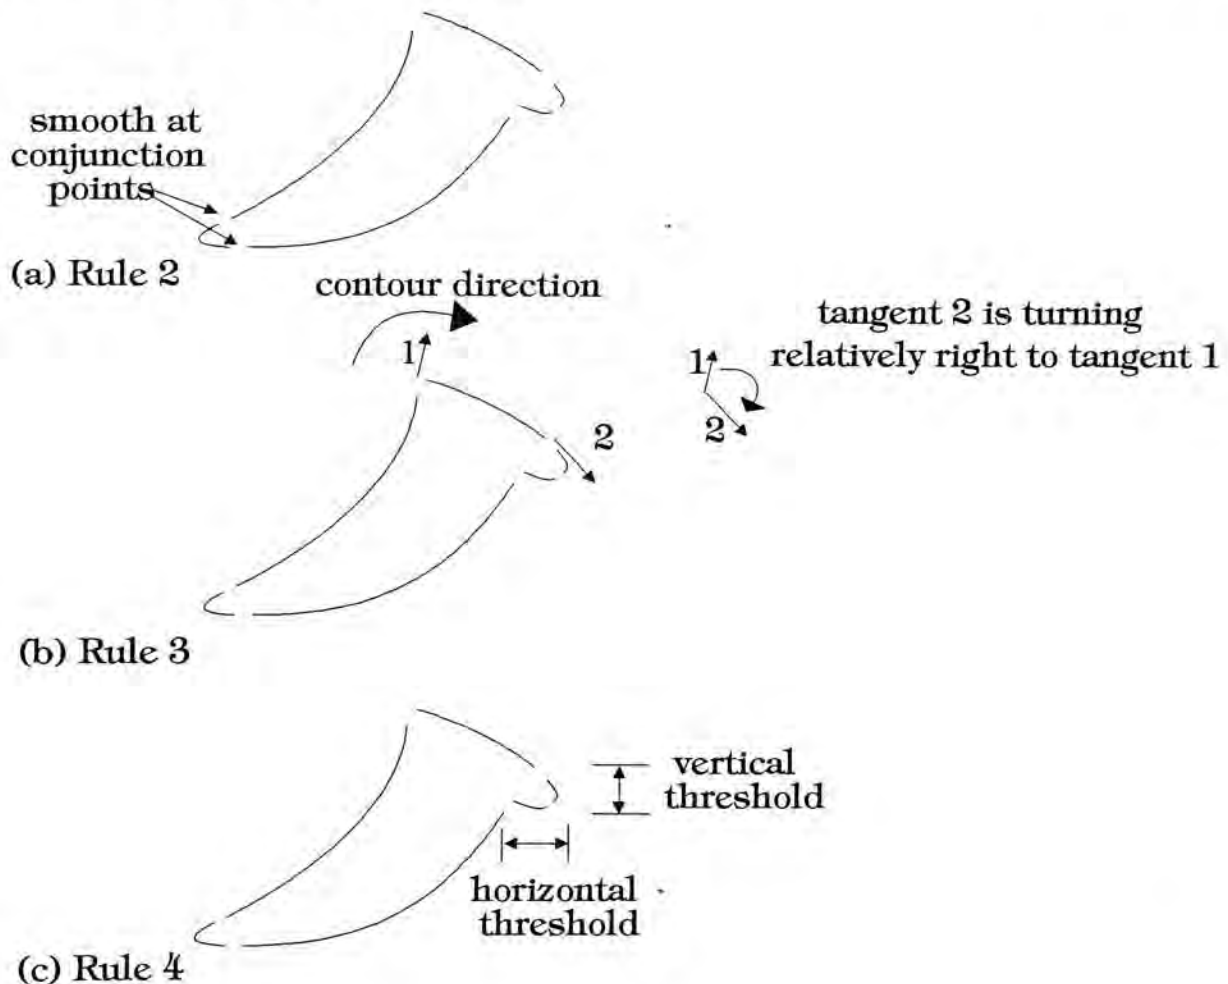 smooth at
conjunction
points
(a) Rule 2
contour direction
1
2
tangent 2 is turning
relatively right to tangent 1
1
2
(b) Rule 3
vertical
threshold
horizontal
threshold
(c) Rule 4